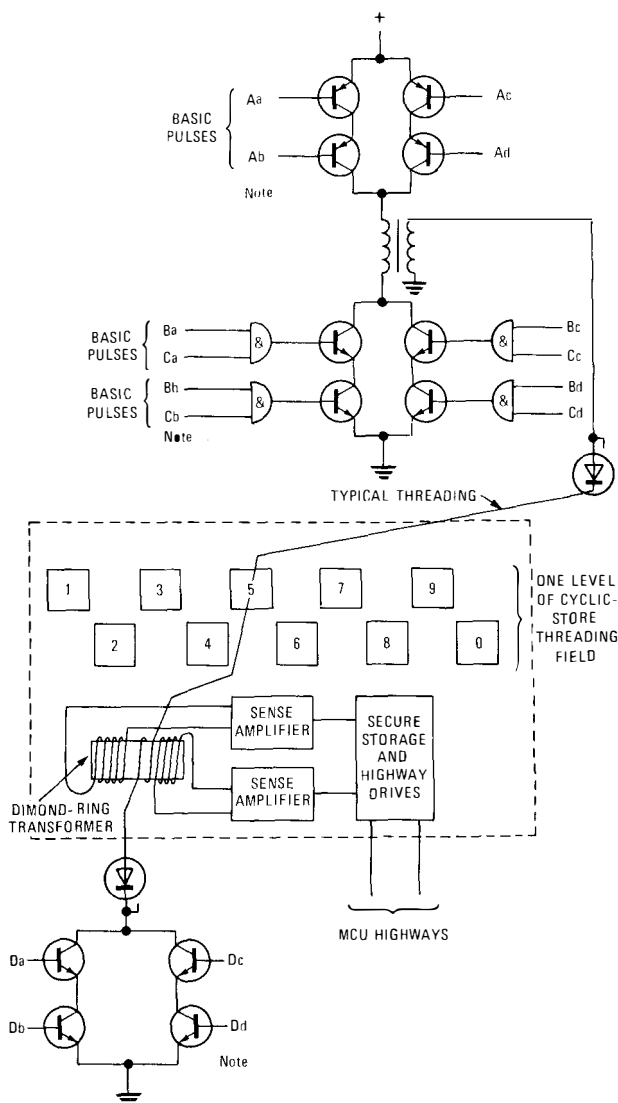 +
Aa
Ac
BASIC
PULSES
Ab
Ad
Note
Ba
Bc
BASIC
PULSES
&
&
Ca
Cc
Bh
Bd
BASIC
PULSES
&
&
Cb
Cd
Note
TYPICAL THREADING
1
3
5
7
9
2
4
6
8
0
ONE LEVEL
OF CYCLIC-
STORE
THREADING
FIELD
SENSE
AMPLIFIER
SECURE
STORAGE
AND
HIGHWAY
DRIVES
SENSE
AMPLIFIER
DIMOND-RING
TRANSFORMER
MCU HIGHWAYS
Da
Dc
Db
Dd
Note